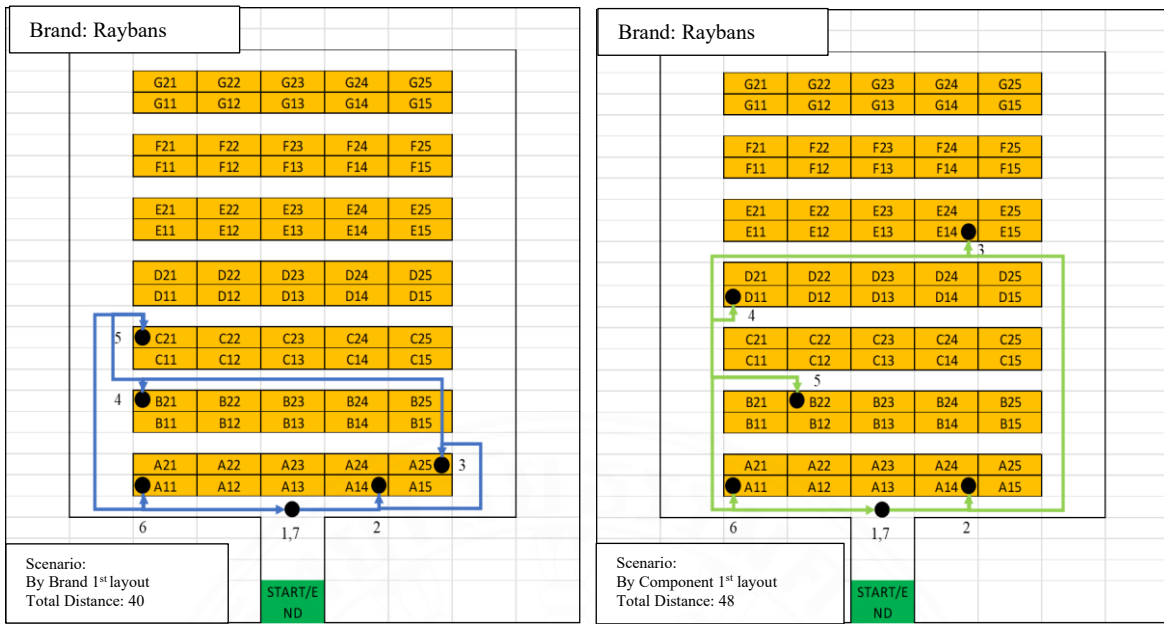 Brand: Raybans
G21 G22 G23 G24 G25
G11 G12 G13 G14 G15
F21 F22 F23 F24 F25
F11 F12 F13 F14 F15
E21 E22 E23 E24 E25
E11 E12 E13 E14 E15
D21 D22 D23 D24 D25
D11 D12 D13 D14 D15
5 C21 C22 C23 C24 C25
C11 C12 C13 C14 C15
4 B21 B22 B23 B24 B25
B11 B12 B13 B14 B15
A21 A22 A23 A24 A25 3
A11 A12 A13 A14 A15
6 1,7 2
Scenario:
By Brand 1st layout
Total Distance: 40
START/E
ND
Brand: Raybans
G21 G22 G23 G24 G25
G11 G12 G13 G14 G15
F21 F22 F23 F24 F25
F11 F12 F13 F14 F15
E21 E22 E23 E24 E25
E11 E12 E13 E14 E15
3
D21 D22 D23 D24 D25
D11 D12 D13 D14 D15
4
C21 C22 C23 C24 C25
C11 C12 C13 C14 C15
5
B21 B22 B23 B24 B25
B11 B12 B13 B14 B15
A21 A22 A23 A24 A25
A11 A12 A13 A14 A15
6 1,7 2
Scenario:
By Component 1st layout
Total Distance: 48
START/E
ND